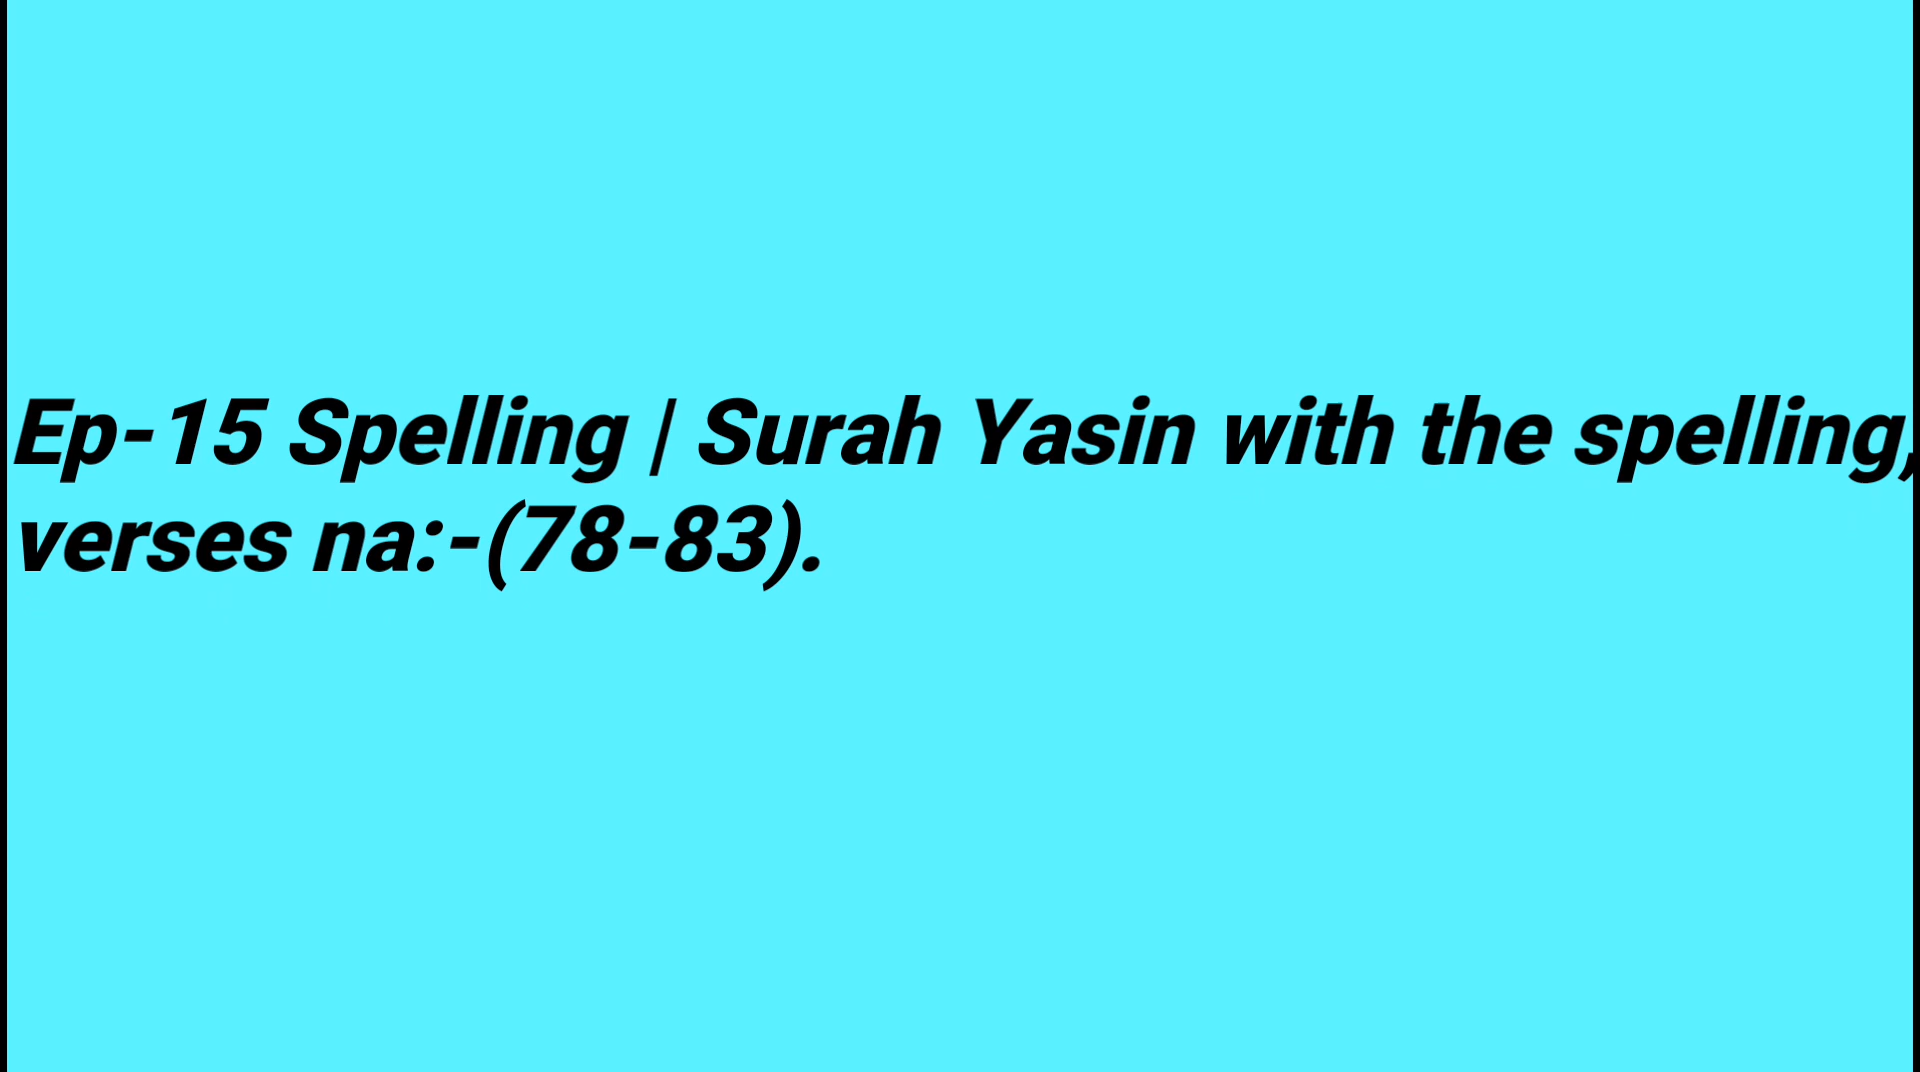 Ep-15 Spelling | Surah Yasin with the spelling,
verses na:-(78-83).